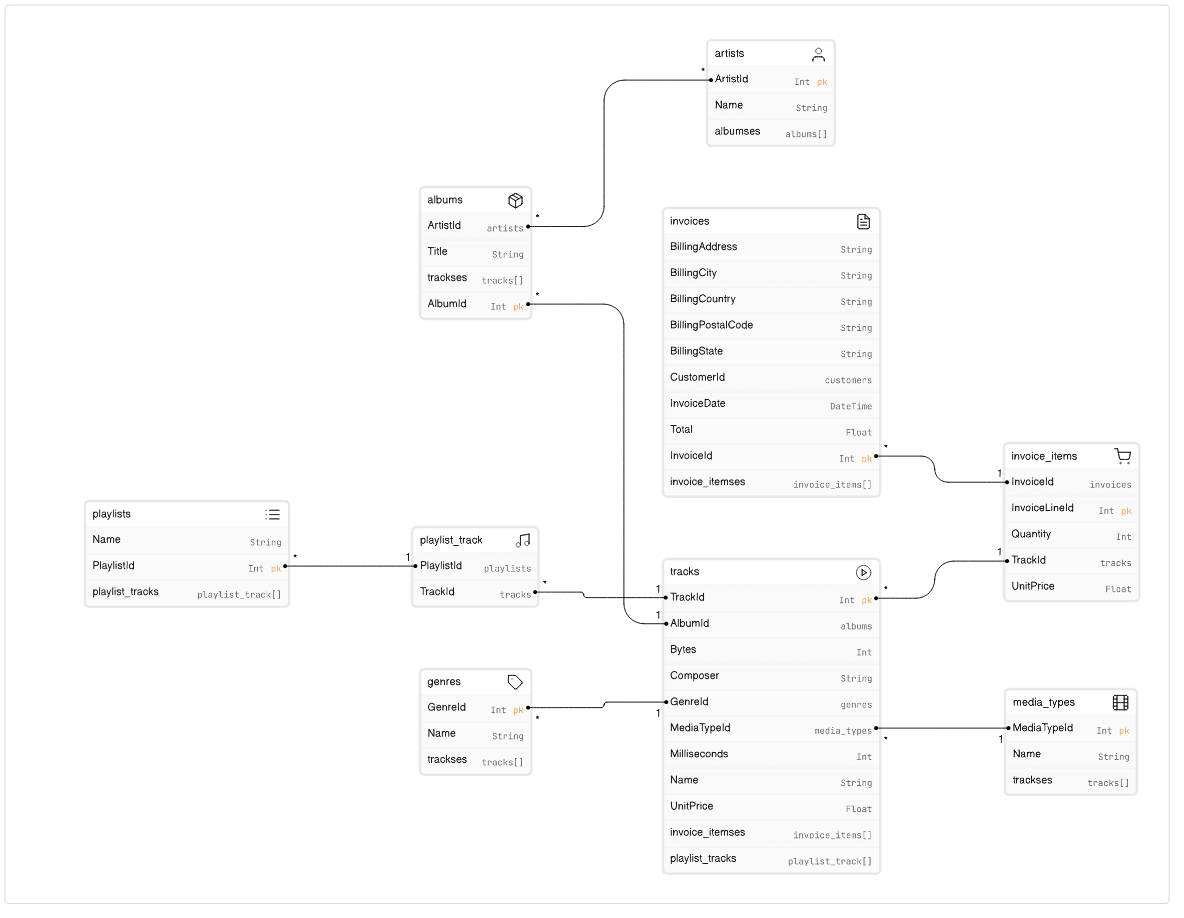 artists
*
ArtistId Int pk
Name String
albumses albums[]
albums
*
ArtistId artists
Title String
trackses tracks[]
*
AlbumId Int pk
invoices
BillingAddress String
BillingCity String
BillingCountry String
BillingPostalCode String
BillingState String
CustomerId customers
InvoiceDate DateTime
Total Float
*
InvoiceId Int pk
invoice_itemses invoice_items[]
invoice_items
1
InvoiceId invoices
InvoiceLineId Int pk
Quantity Int
1
TrackId tracks
UnitPrice Float
playlists
Name String
*
PlaylistId Int pk
playlist_tracks playlist_track[]
playlist_track
1
PlaylistId playlists
*
TrackId tracks
tracks
1 *
TrackId Int pk
1
AlbumId albums
Bytes Int
Composer String
GenreId genres
1
MediaTypeId media_types
*
Milliseconds Int
Name String
UnitPrice Float
invoice_itemses invoice_items[]
playlist_tracks playlist_track[]
genres
GenreId Int pk
*
Name String
trackses tracks[]
media_types
MediaTypeId Int pk
1
Name String
trackses tracks[]